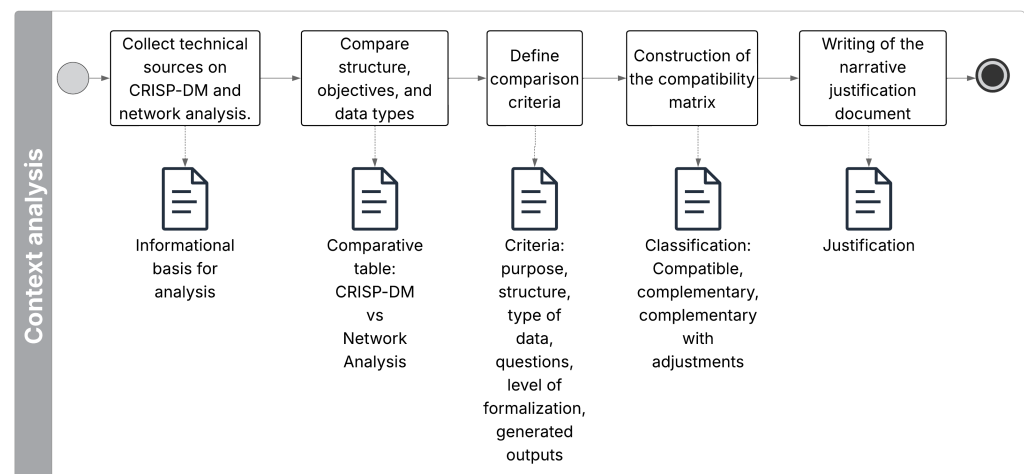 Context analysis
Collect technical
sources on
CRISP-DM and
network analysis.
Compare
structure,
objectives, and
data types
Define
comparison
criteria
Construction of
the compatibility
matrix
Writing of the
narrative
justification
document
Informational
basis for
analysis
Comparative
table:
CRISP-DM
vs
Network
Analysis
Criteria:
purpose,
structure,
type of
data,
questions,
level of
formalization,
generated
outputs
Classification:
Compatible,
complementary,
complementary
with
adjustments
Justification